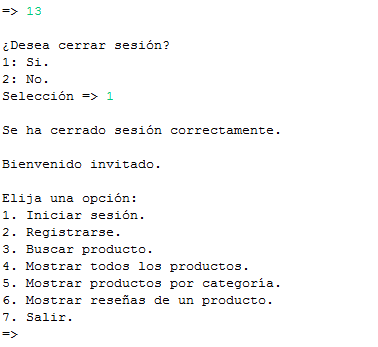 => 13
¿Desea cerrar sesión?
1: Si.
2: No.
Selección => 1
Se ha cerrado sesión correctamente.
Bienvenido invitado.
Elija una opción:
1. Iniciar sesión.
2. Registrarse.
3. Buscar producto.
4. Mostrar todos los productos.
5. Mostrar productos por categoría.
6. Mostrar reseñas de un producto.
7. Salir.
=>